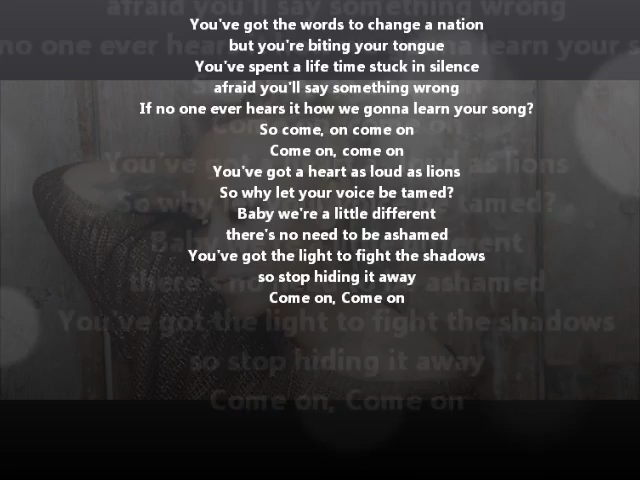 You've got the words to change a nation
but you're biting your tongue
You've spent a life time stuck in silence
afraid you'll say something wrong
If no one ever hears it how we gonna learn your song?
So come, on come on
Come on, come on
You've got a heart as loud as lions
So why let your voice be tamed?
Baby we're a little different
there's no need to be ashamed
You've got the light to fight the shadows
so stop hiding it away
Come on, Come on